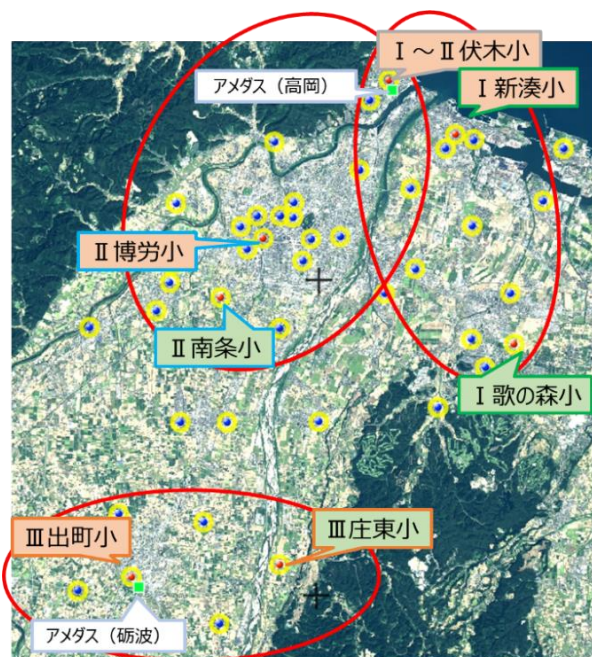 Ⅰ～Ⅱ伏木小
アメダス（高岡）
Ⅰ新湊小
Ⅱ博労小
Ⅱ南条小
Ⅰ歌の森小
Ⅲ出町小
Ⅲ庄東小
アメダス（砺波）